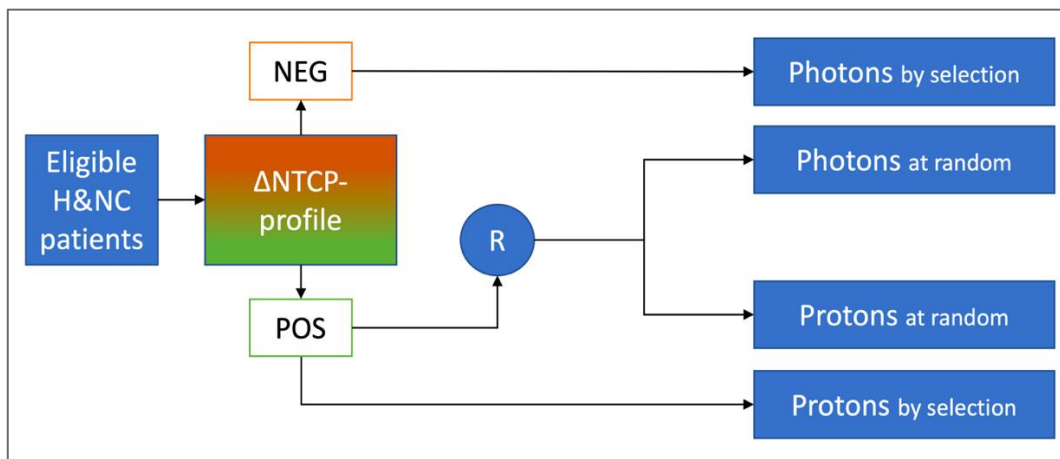 NEG
Photons by selection
Eligible
H&NC
patients
ΔNTCP-
profile
Photons at random
R
POS
Protons at random
Protons by selection